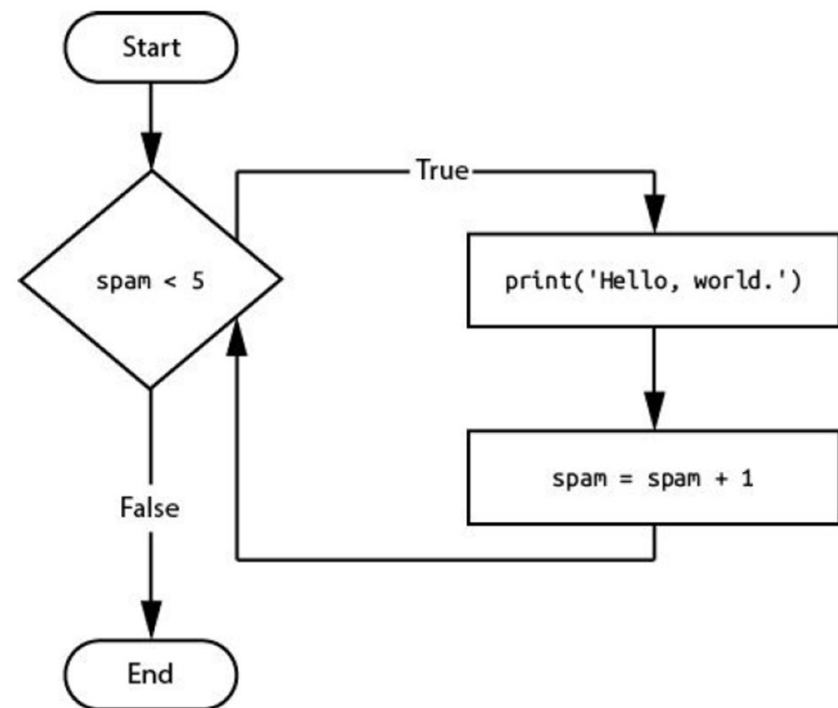 Start
True
spam < 5
print('Hello, world.')
spam = spam + 1
False
End